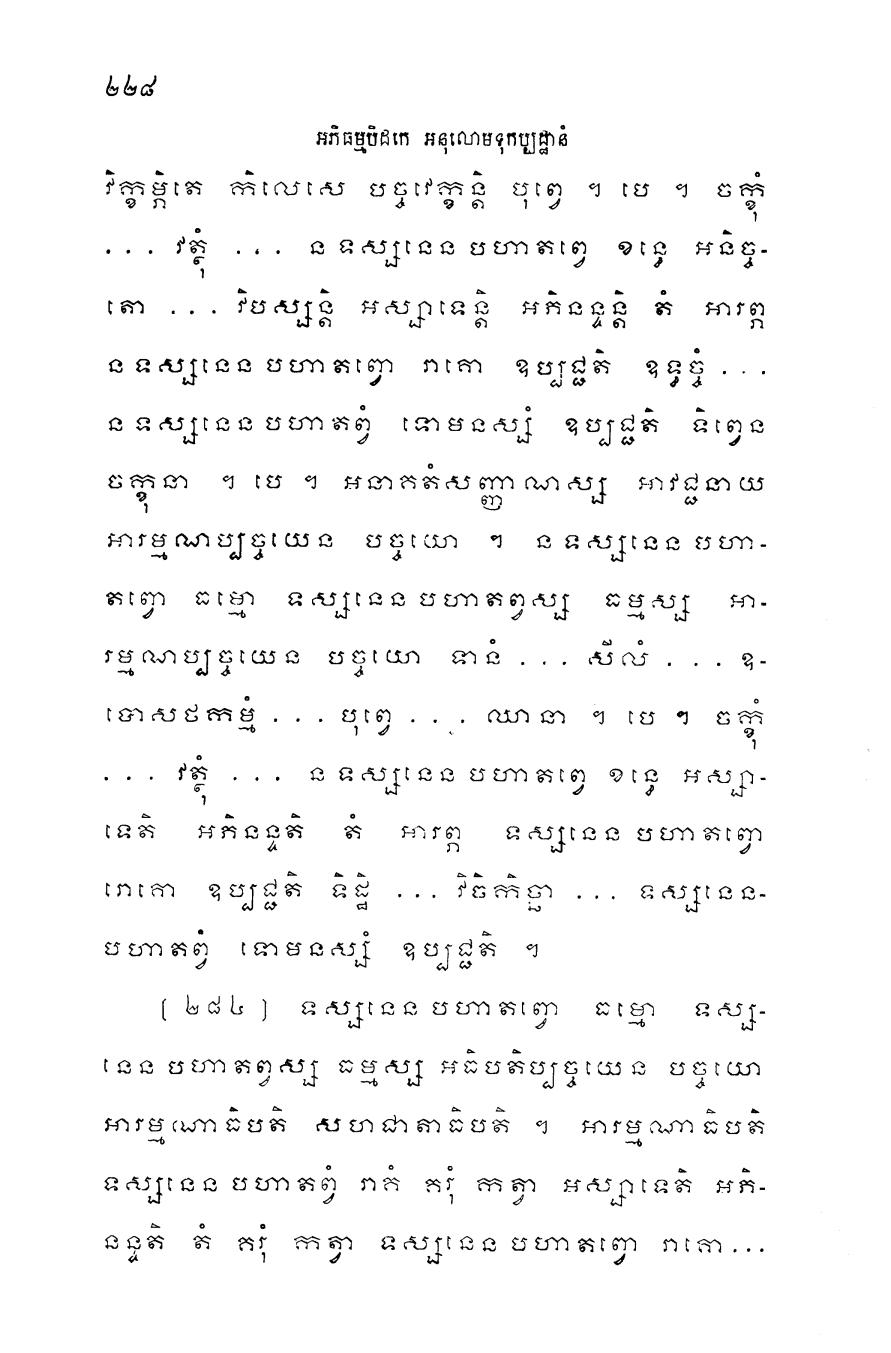 ២២៨
អភិធម្មបិដកេ អនុលោមទុកប្បដ្ឋានំ
វិក្ខម្ភិតេ កិលេសេ បច្ចវេក្ខន្តិ បុព្វេ ។ បេ ។ ចក្ខុំ
... វត្ថុំ ... ន ទស្សនេន បហាតព្វេ ខន្ធេ អនិច្ច-
តោ ... វិបស្សន្តិ អស្សាទេន្តិ អភិនន្ទន្តិ តំ អារព្ភ
ន ទស្សនេន បហាតព្វោ រាគោ ឧប្បជ្ជតិ ឧទ្ធច្ចំ ...
ន ទស្សនេន បហាតព្វំ ទោមនស្សំ ឧប្បជ្ជតិ ទិព្វេន
ចក្ខុនា ។ បេ ។ អនាគតំសញ្ញាណស្ស អាវជ្ជនាយ
អារម្មណប្បច្ចយេន បច្ចយោ ។ ន ទស្សនេន បហា-
តព្វោ ធម្មោ ទស្សនេន បហាតព្វស្ស ធម្មស្ស អា-
រម្មណប្បច្ចយេន បច្ចយោ ទានំ ... សីលំ ... ឧ-
បោសថកម្មំ ... បុព្វេ ... ឈានា ។ បេ ។ ចក្ខុំ
... វត្ថុំ ... ន ទស្សនេន បហាតព្វេ ខន្ធេ អស្សា-
ទេតិ អភិនន្ទតិ តំ អារព្ភ ទស្សនេន បហាតព្វោ
រាគោ ឧប្បជ្ជតិ ទិដ្ឋិ ... វិចិកិច្ឆា ... ទស្សនេន-
បហាតព្វំ ទោមនស្សំ ឧប្បជ្ជតិ ។
[ ២៨៤ ] ទស្សនេន បហាតព្វោ ធម្មោ ទស្ស-
នេន បហាតព្វស្ស ធម្មស្ស អធិបតិប្បច្ចយេន បច្ចយោ
អារម្មណាធិបតិ សហជាតាធិបតិ ។ អារម្មណាធិបតិ
ទស្សនេន បហាតព្វំ រាគំ គរុំ កត្វា អស្សាទេតិ អភិ-
នន្ទតិ តំ គរុំ កត្វា ទស្សនេន បហាតព្វោ រាគោ ...